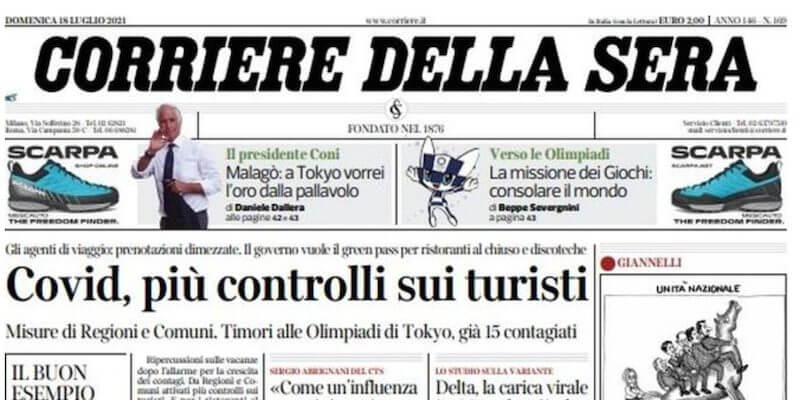 DOMENICA 18 LUGLIO 2021
www.corriere.it
In Italia (con la Lettura) EURO 2,00 | ANNO 146 - N. 169
CORRIERE DELLA SERA
Milano, Via Solferino 28 - Tel. 02 62821
Roma, Via Campania 59 C - Tel. 06 688281
FONDATO NEL 1876
Servizio Clienti - Tel. 02 63797510
mail: servizioclienti@corriere.it
SCARPA
SHOP ONLINE
MESCALITO
THE FREEDOM FINDER.
Il presidente Coni
Malagò: a Tokyo vorrei
l'oro dalla pallavolo
di Daniele Dallera
alle pagine 42 e 43
Verso le Olimpiadi
La missione dei Giochi:
consolare il mondo
di Beppe Severgnini
a pagina 43
SCARPA
SCARPA.NET
MESCALITO
THE FREEDOM FINDER.
Gli agenti di viaggio: prenotazioni dimezzate. Il governo vuole il green pass per ristoranti al chiuso e discoteche
Covid, più controlli sui turisti
Misure di Regioni e Comuni. Timori alle Olimpiadi di Tokyo, già 15 contagiati
GIANNELLI
UNITÀ NAZIONALE
IL BUON
ESEMPIO
Ripercussioni sulle vacanze
dopo l'allarme per la crescita
dei contagi. Da Regioni e Co-
muni attivati più controlli sui
SERGIO ABRIGNANI DEL CTS
«Come un'influenza
LO STUDIO SULLA VARIANTE
Delta, la carica virale